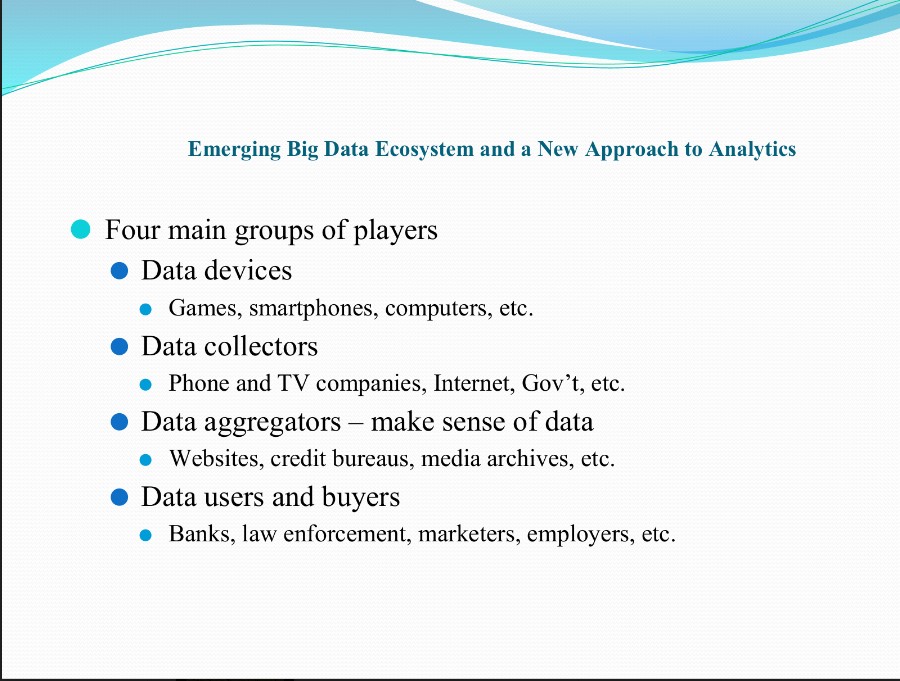 Emerging Big Data Ecosystem and a New Approach to Analytics
Four main groups of players
Data devices
Games, smartphones, computers, etc.
Data collectors
Phone and TV companies, Internet, Gov’t, etc.
Data aggregators – make sense of data
Websites, credit bureaus, media archives, etc.
Data users and buyers
Banks, law enforcement, marketers, employers, etc.